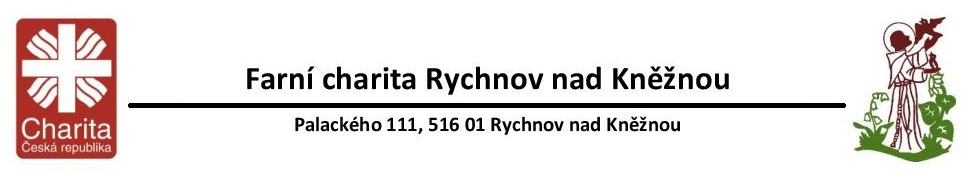 Farní charita Rychnov nad Kněžnou
Palackého 111, 516 01 Rychnov nad Kněžnou
Charita
Česká republika